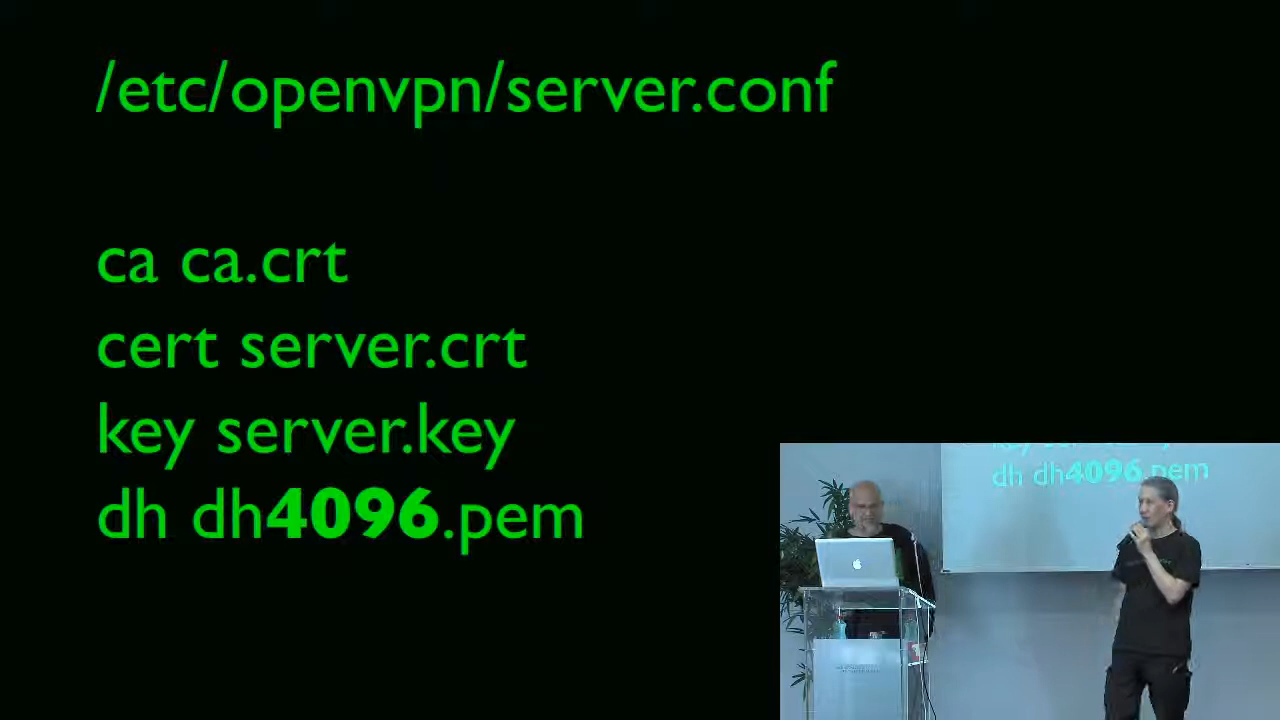 /etc/openvpn/server.conf
ca ca.crt
cert server.crt
key server.key
dh dh4096.pem
dh dh4096.pem